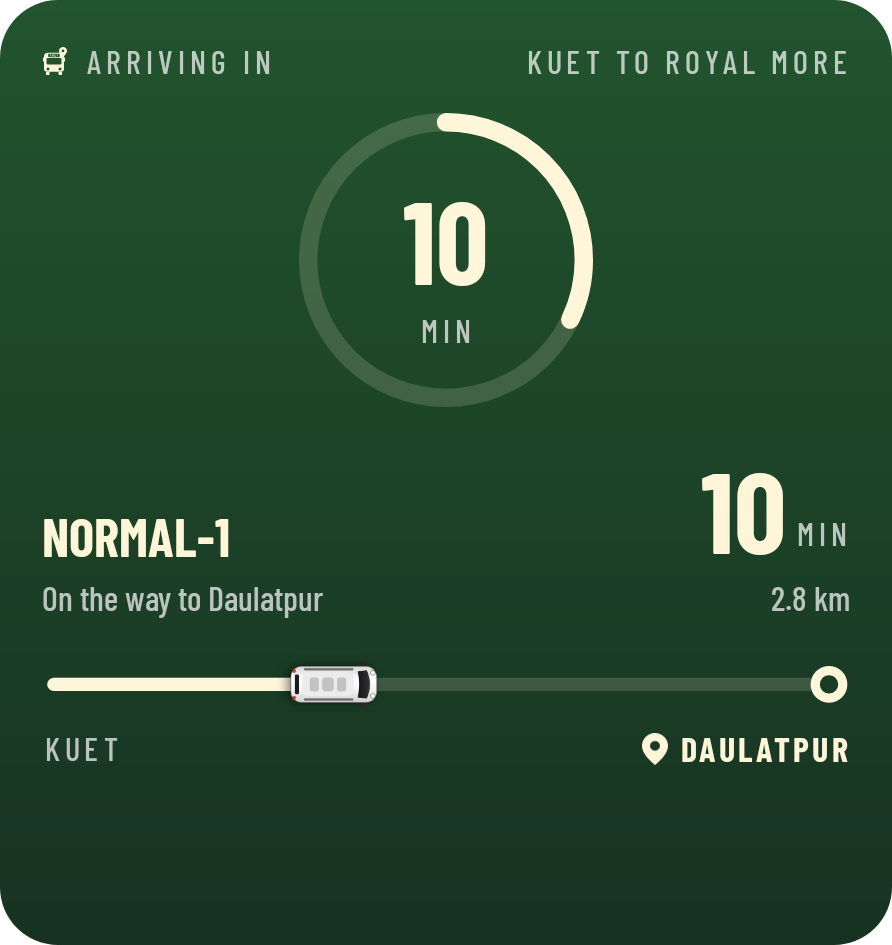 ARRIVING IN
KUET TO ROYAL MORE
10
MIN
NORMAL-1
10 MIN
On the way to Daulatpur
2.8 km
KUET
DAULATPUR